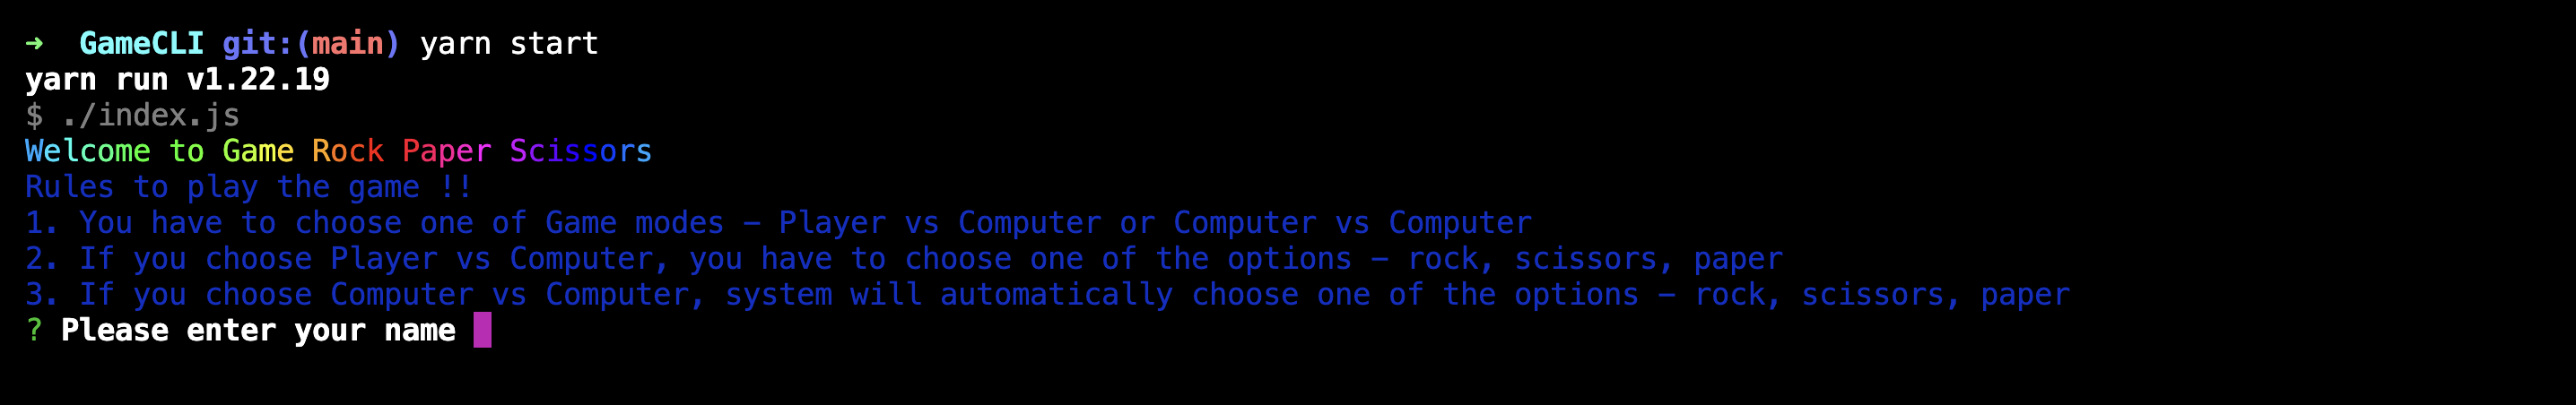 ➜  GameCLI git:(main) yarn start
yarn run v1.22.19
$ ./index.js
Welcome to Game Rock Paper Scissors
Rules to play the game !!
1. You have to choose one of Game modes – Player vs Computer or Computer vs Computer
2. If you choose Player vs Computer, you have to choose one of the options – rock, scissors, paper
3. If you choose Computer vs Computer, system will automatically choose one of the options – rock, scissors, paper
? Please enter your name